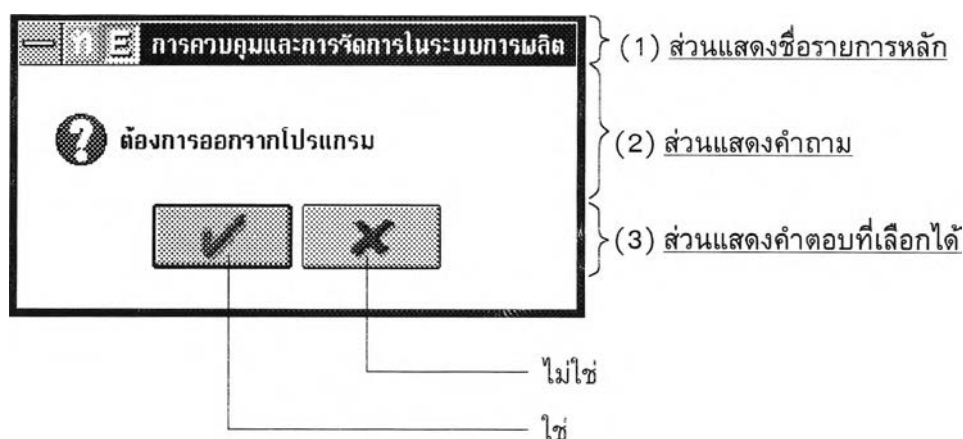 ก E การควบคุมและการจัดการในระบบการผลิต
(1) ส่วนแสดงชื่อรายการหลัก
? ต้องการออกจากโปรแกรม
(2) ส่วนแสดงคำถาม
(3) ส่วนแสดงคำตอบที่เลือกได้
ไม่ใช่
ใช่